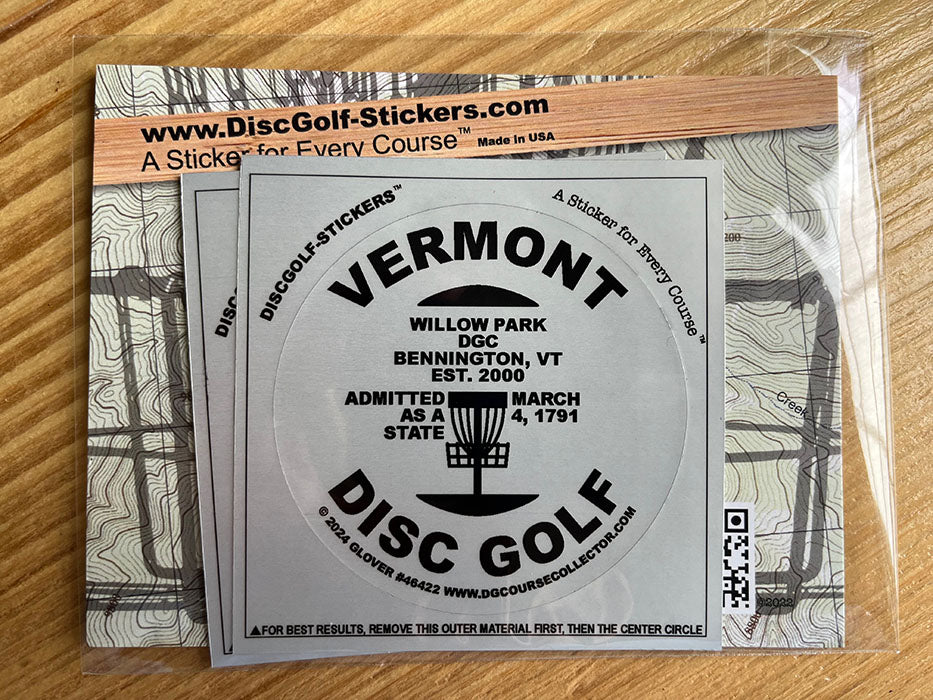 www.DiscGolf-Stickers.com
A Sticker for Every Course™ Made in USA
DISCGOLF-STICKERS™
A Sticker for Every Course™
VERMONT
WILLOW PARK
DGC
BENNINGTON, VT
EST. 2000
ADMITTED MARCH
AS A 4, 1791
STATE
DISC GOLF
© 2024 GLOVER #46422 WWW.DGCOURSECOLLECTOR.COM
▲FOR BEST RESULTS, REMOVE THIS OUTER MATERIAL FIRST, THEN THE CENTER CIRCLE
DISC
Creek
©2022